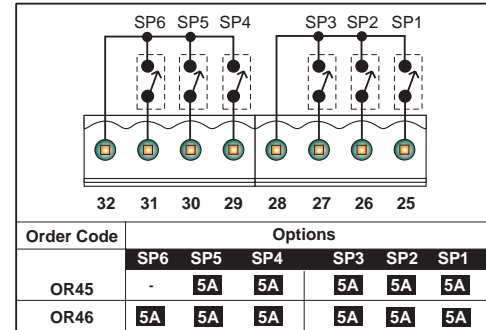 SP6 SP5 SP4 SP3 SP2 SP1
32 31 30 29 28 27 26 25
Order Code Options
SP6 SP5 SP4 SP3 SP2 SP1
OR45 - 5A 5A 5A 5A 5A
OR46 5A 5A 5A 5A 5A 5A